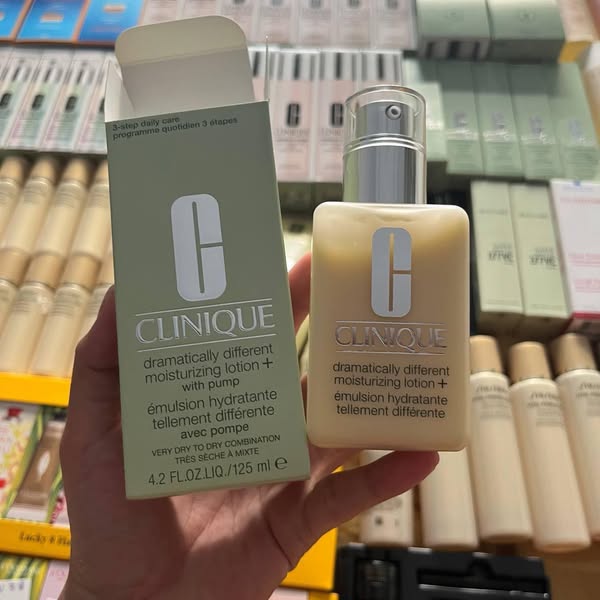 3-step daily care
programme quotidien 3 étapes
CLINIQUE
dramatically different
moisturizing lotion +
with pump
émulsion hydratante
tellement différente
avec pompe
VERY DRY TO DRY COMBINATION
TRÈS SÈCHE À MIXTE
4.2 FL.OZ.LIQ./125 ml e
CLINIQUE
dramatically different
moisturizing lotion +
émulsion hydratante
tellement différente
CLINIQUE